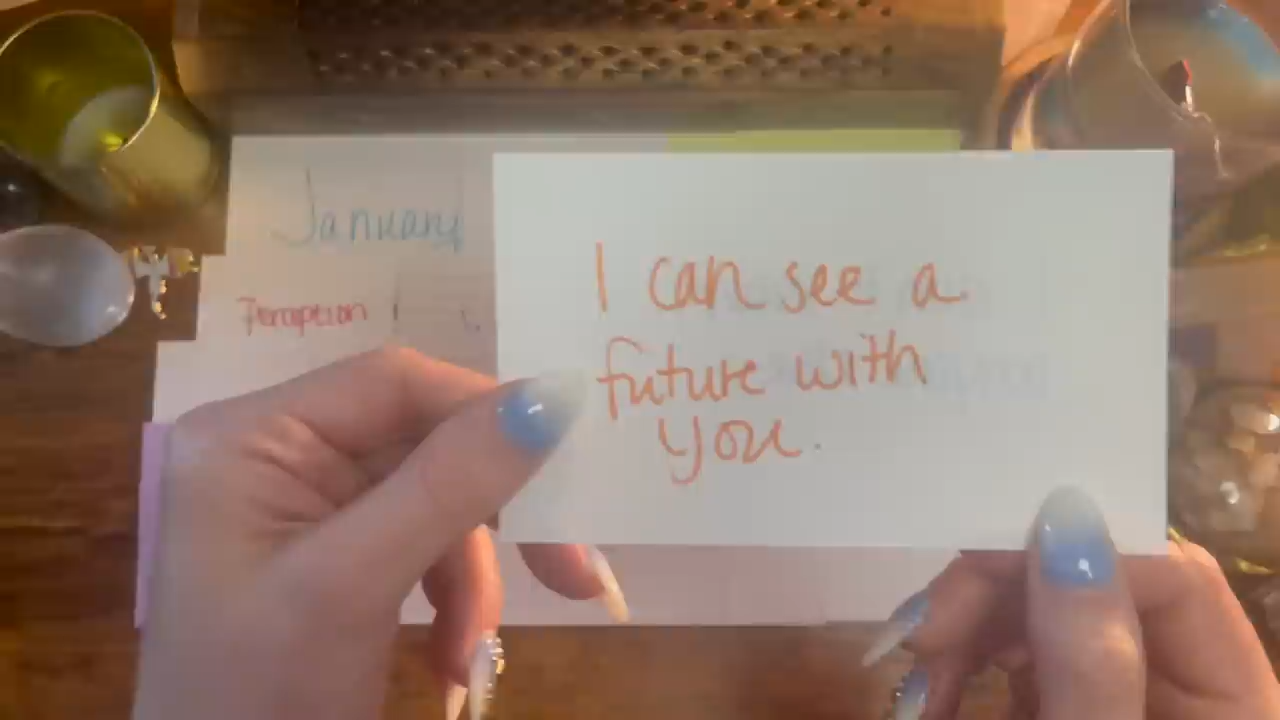 January
Perception
I can see a
future with
you.